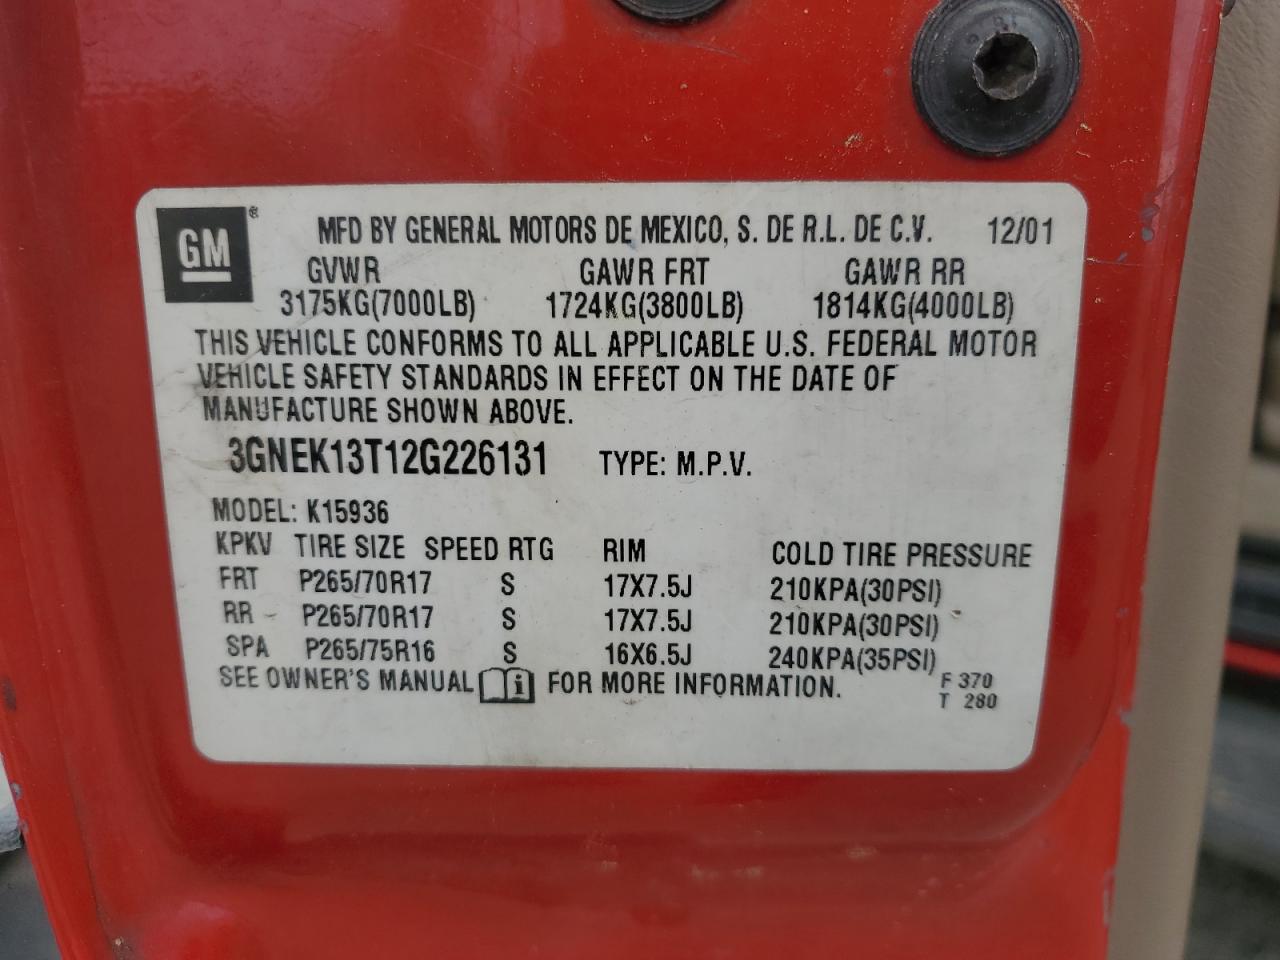 GM ® MFD BY GENERAL MOTORS DE MEXICO, S. DE R.L. DE C.V. 12/01
GVWR GAWR FRT GAWR RR
3175KG(7000LB) 1724KG(3800LB) 1814KG(4000LB)
THIS VEHICLE CONFORMS TO ALL APPLICABLE U.S. FEDERAL MOTOR
VEHICLE SAFETY STANDARDS IN EFFECT ON THE DATE OF
MANUFACTURE SHOWN ABOVE.
3GNEK13T12G226131 TYPE: M.P.V.
MODEL: K15936
KPKV TIRE SIZE SPEED RTG RIM COLD TIRE PRESSURE
FRT P265/70R17 S 17X7.5J 210KPA(30PSI)
RR P265/70R17 S 17X7.5J 210KPA(30PSI)
SPA P265/75R16 S 16X6.5J 240KPA(35PSI)
SEE OWNER'S MANUAL i FOR MORE INFORMATION.
F 370
T 280